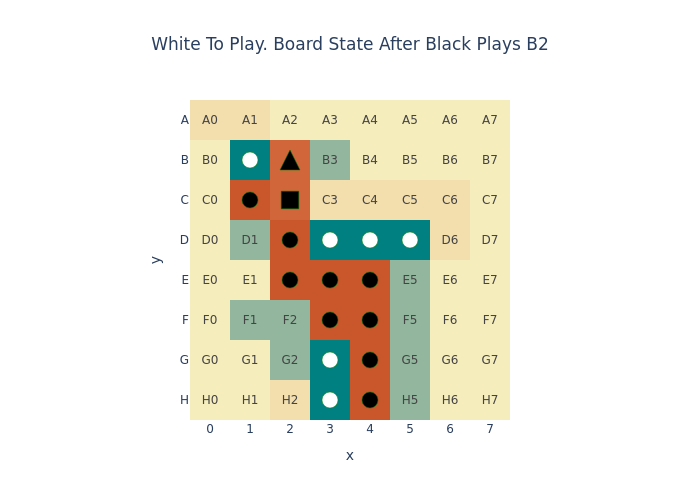 White To Play. Board State After Black Plays B2
A A0 A1 A2 A3 A4 A5 A6 A7
B B0 B3 B4 B5 B6 B7
C C0 C3 C4 C5 C6 C7
D D0 D1 D6 D7
E E0 E1 E5 E6 E7
F F0 F1 F2 F5 F6 F7
G G0 G1 G2 G5 G6 G7
H H0 H1 H2 H5 H6 H7
0 1 2 3 4 5 6 7
x
y